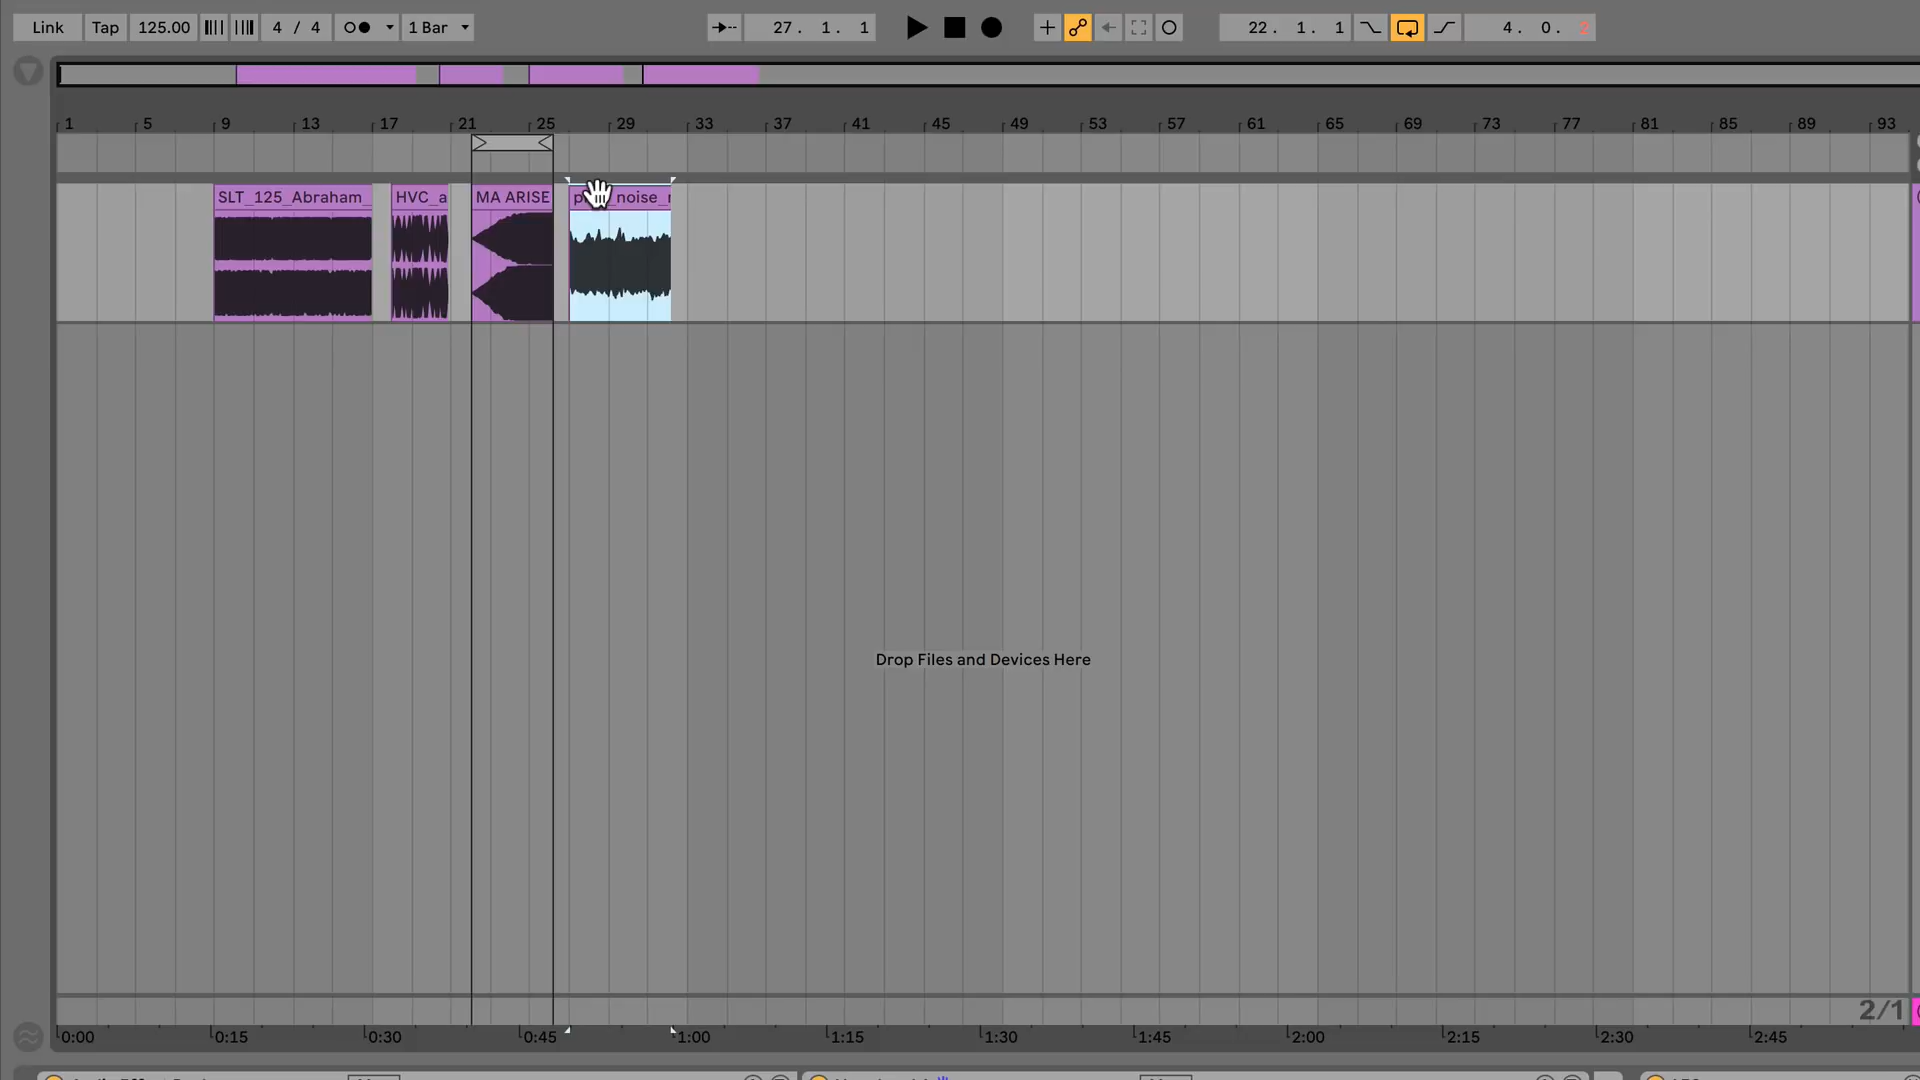 Link Tap 125.00 4 / 4 1 Bar 27. 1. 1 22. 1. 1 4. 0. 2
1 5 9 13 17 21 25 29 33 37 41 45 49 53 57 61 65 69 73 77 81 85 89 93
SLT_125_Abraham_ HVC_a MA ARISE noise_r
Drop Files and Devices Here
2/1
0:00 0:15 0:30 0:45 1:00 1:15 1:30 1:45 2:00 2:15 2:30 2:45